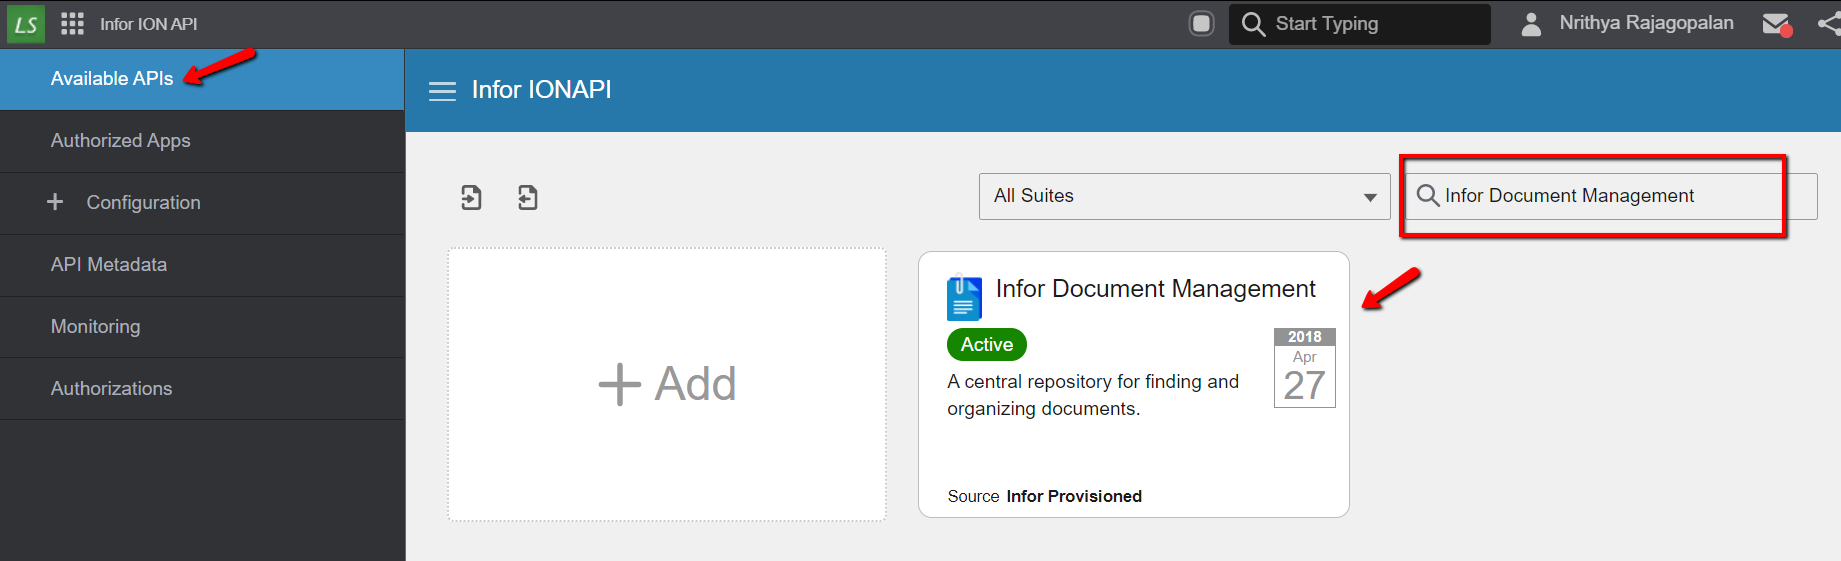 LS Infor ION API Start Typing Nrithya Rajagopalan
Available APIs
Authorized Apps
Configuration
API Metadata
Monitoring
Authorizations
Infor IONAPI
All Suites Infor Document Management
Add
Infor Document Management
Active
A central repository for finding and
organizing documents.
2018
Apr
27
Source Infor Provisioned